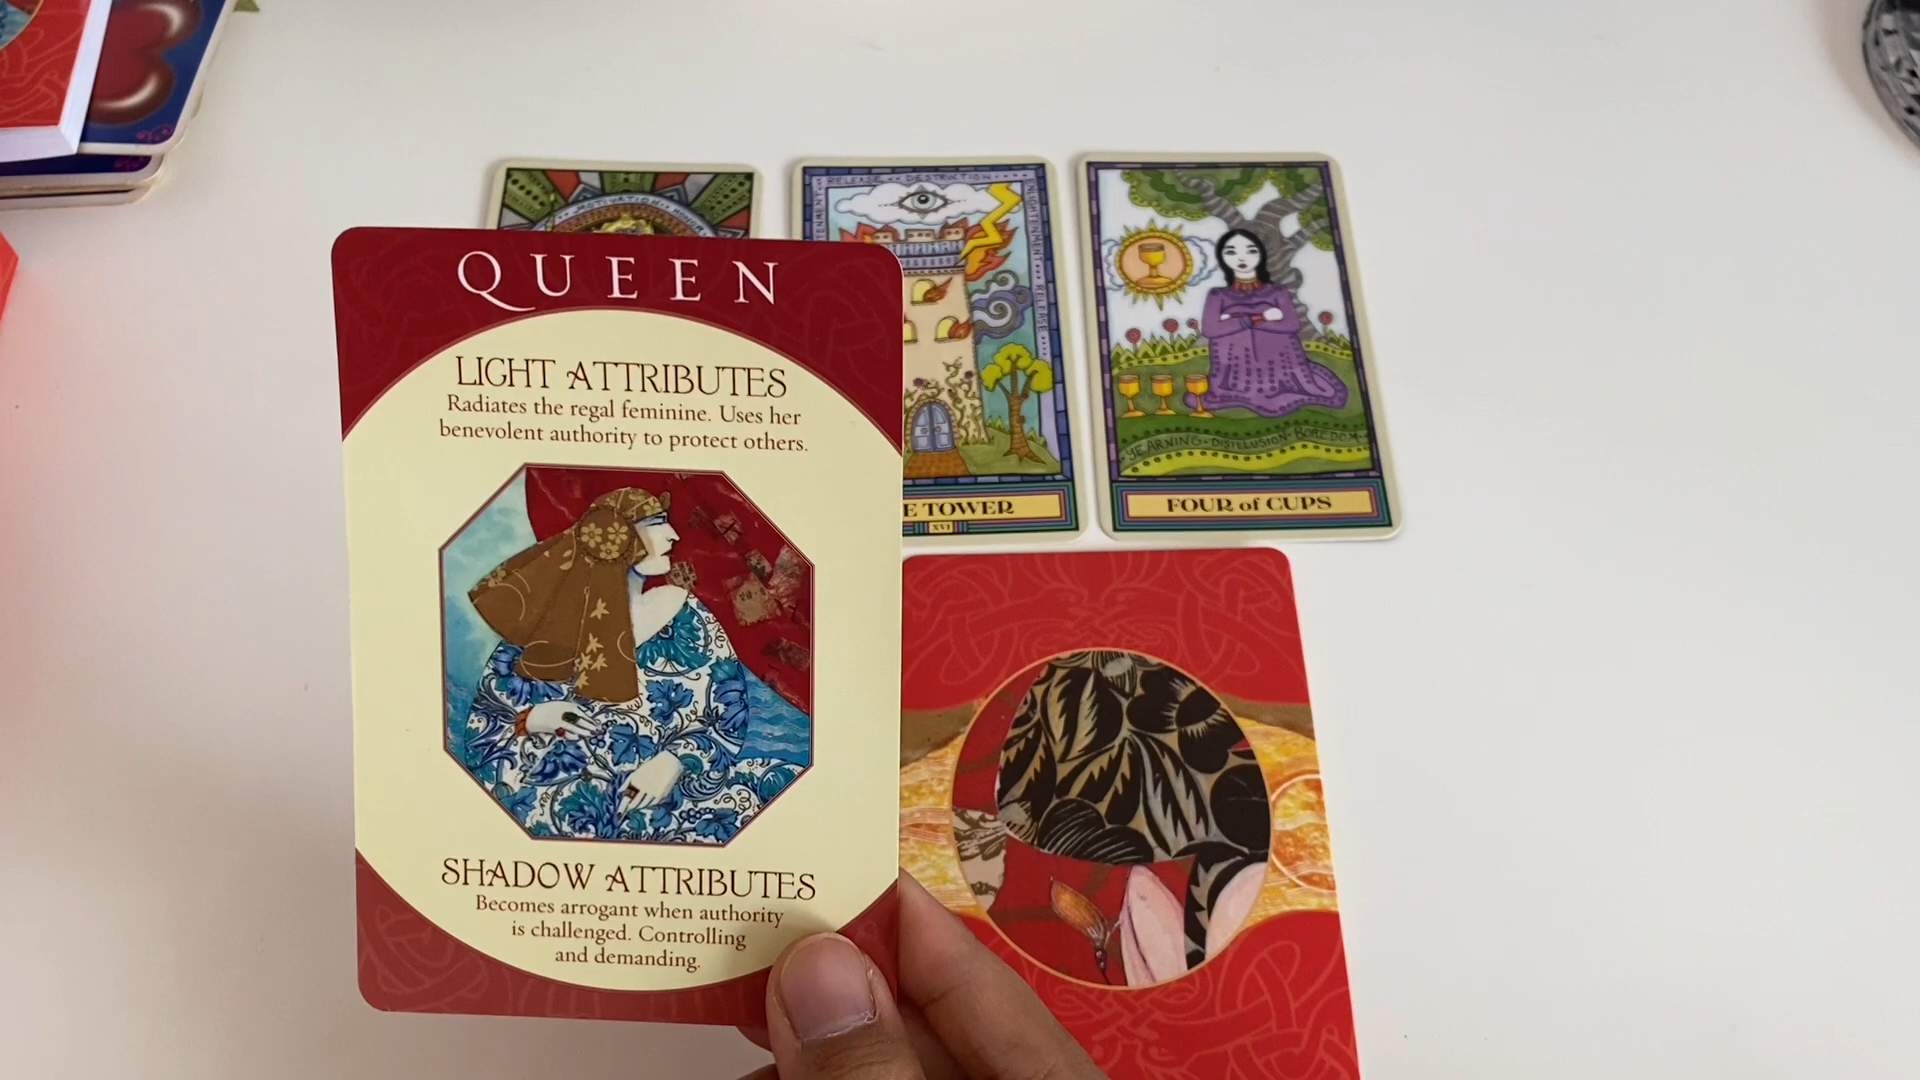 QUEEN
LIGHT ATTRIBUTES
Radiates the regal feminine. Uses her
benevolent authority to protect others.
SHADOW ATTRIBUTES
Becomes arrogant when authority
is challenged. Controlling
and demanding.
MOTIVATION HONOR
RELEASE DESTRUCTION
ENLIGHTENMENT RELEASE
E TOWER
XVI
YEARNING DISILLUSION BOREDOM
FOUR of CUPS